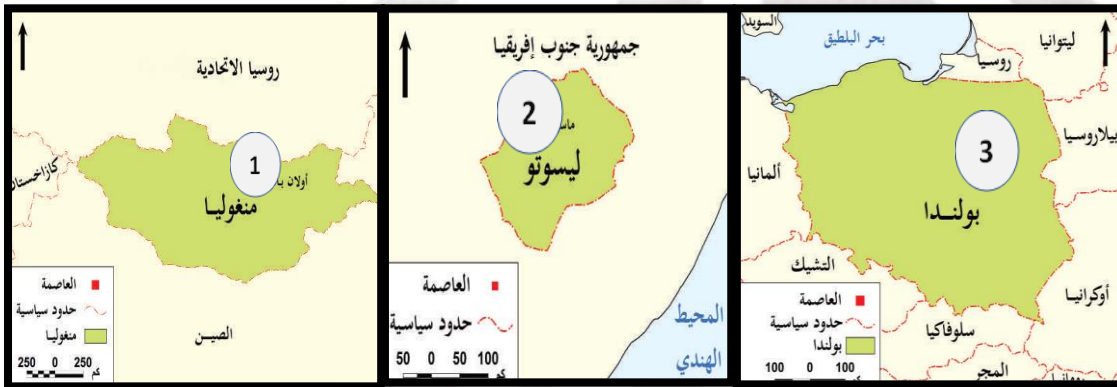 روسيا الاتحادية
كازاخستان
1
أولان با
منغوليا
الصين
العاصمة
حدود سياسية
منغوليا
250 0 250
كم
جمهورية جنوب إفريقيا
2
ماس
ليسوتو
العاصمة
حدود سياسية
50 0 50 100
كم
المحيط
الهندي
السويد
بحر البلطيق
ليتوانيا
روسيا
بيلاروسيا
3
ألمانيا
بولندا
التشيك
أوكرانيا
سلوفاكيا
المجر
العاصمة
حدود سياسية
بولندا
100 0 100
كم